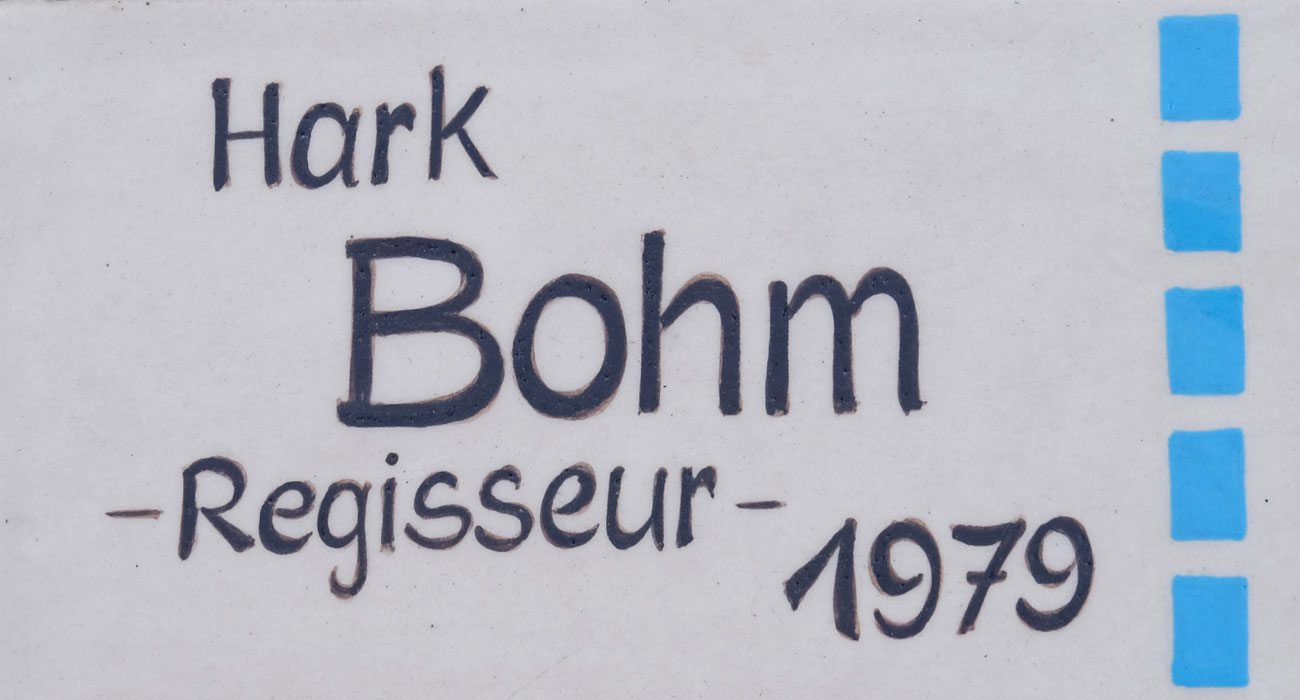 Hark
Bohm
-Regisseur-
1979